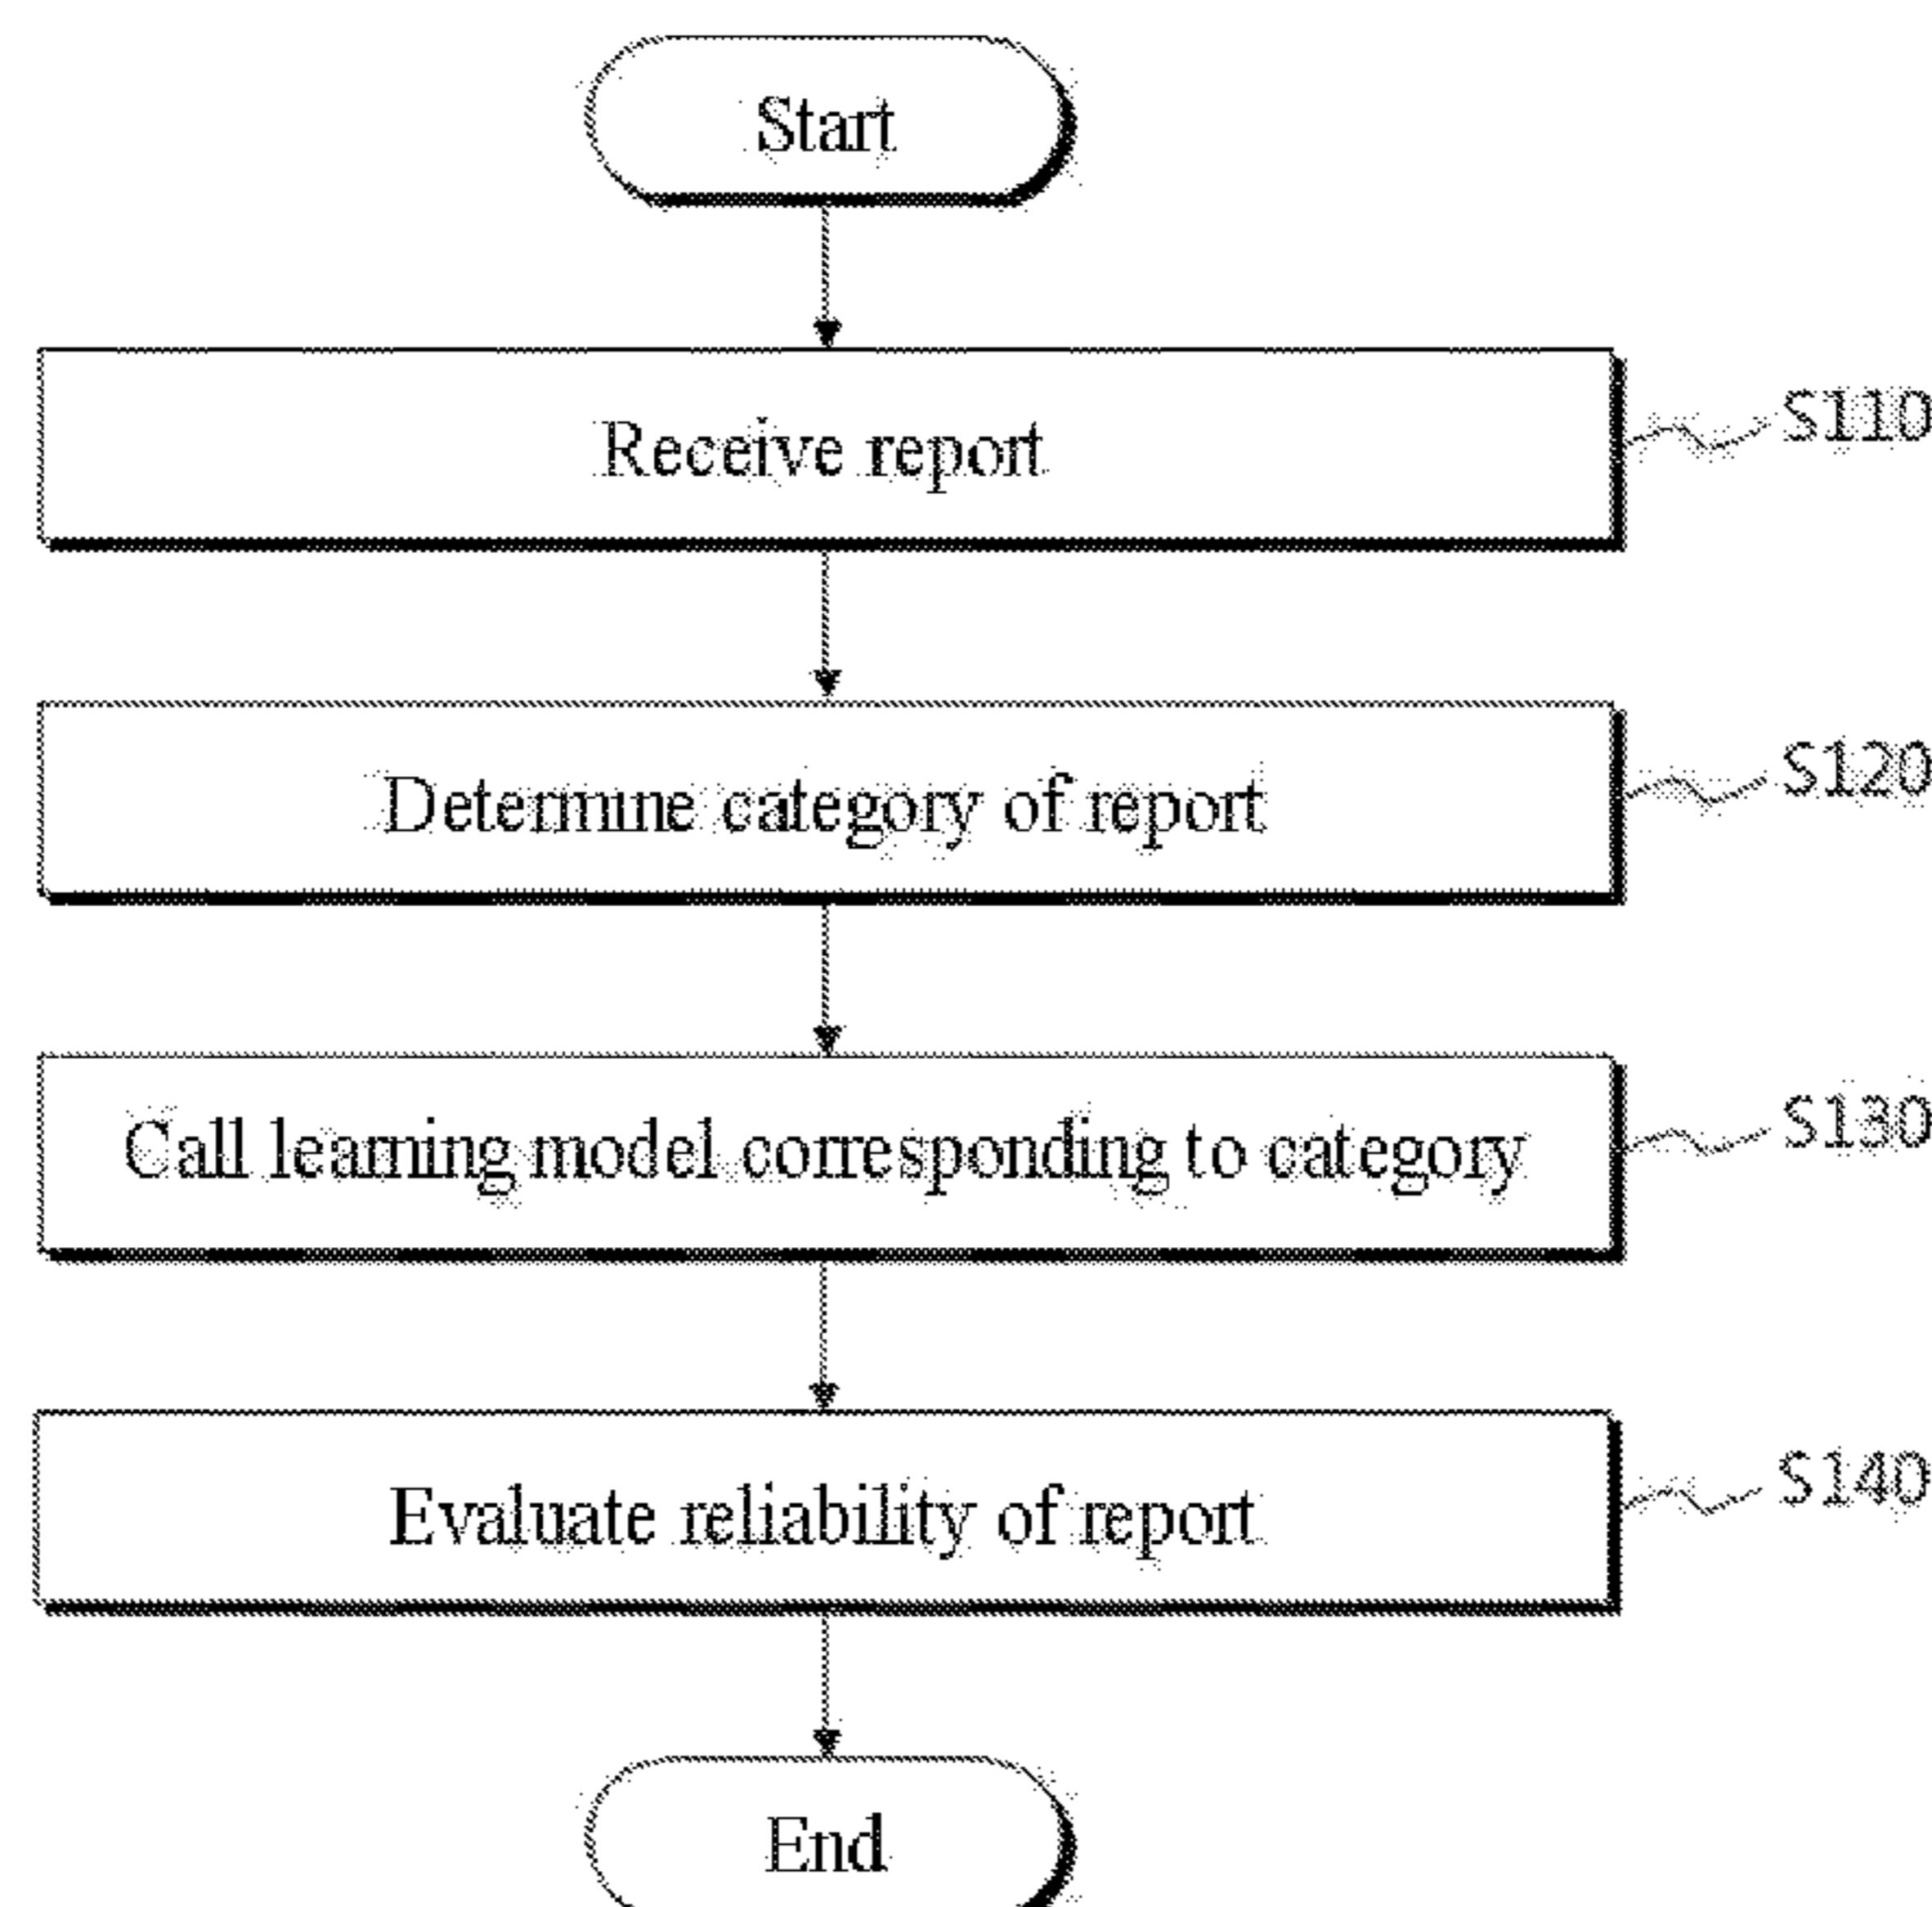 Start
Receive report
S110
Determine category of report
S120
Call learning model corresponding to category
S130
Evaluate reliability of report
S140
End